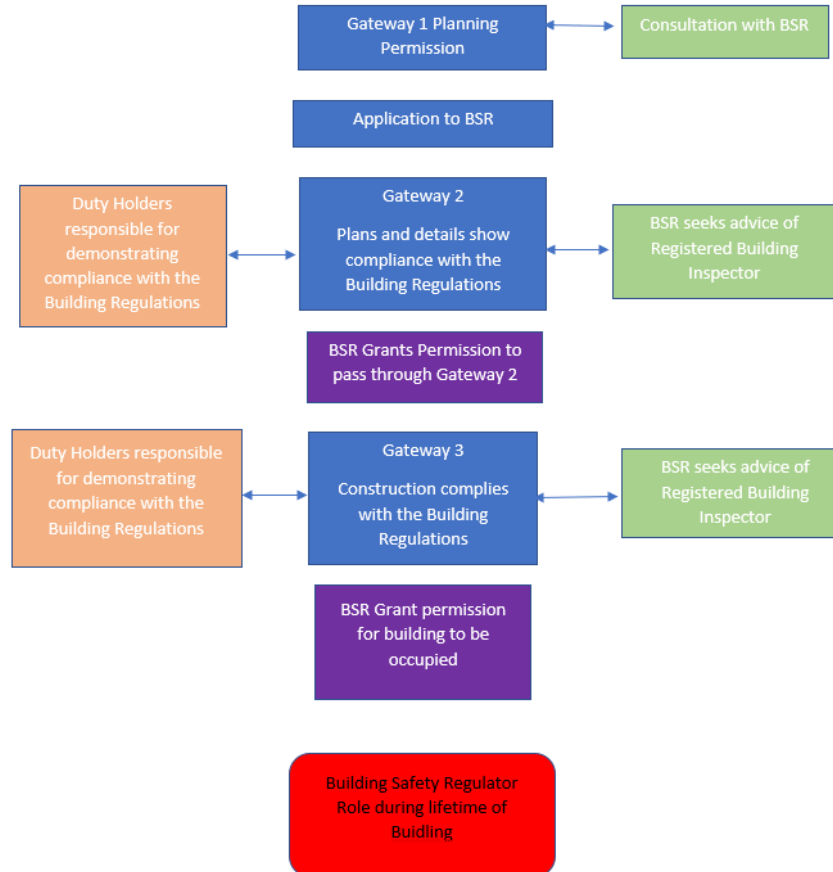 Gateway 1 Planning
Permission
Consultation with BSR
Application to BSR
Duty Holders
responsible for
demonstrating
compliance with the
Building Regulations
Gateway 2
Plans and details show
compliance with the
Building Regulations
BSR seeks advice of
Registered Building
Inspector
BSR Grants Permission to
pass through Gateway 2
Duty Holders responsible
for demonstrating
compliance with the
Building Regulations
Gateway 3
Construction complies
with the Building
Regulations
BSR seeks advice of
Registered Building
Inspector
BSR Grant permission
for building to be
occupied
Building Safety Regulator
Role during lifetime of
Buidling